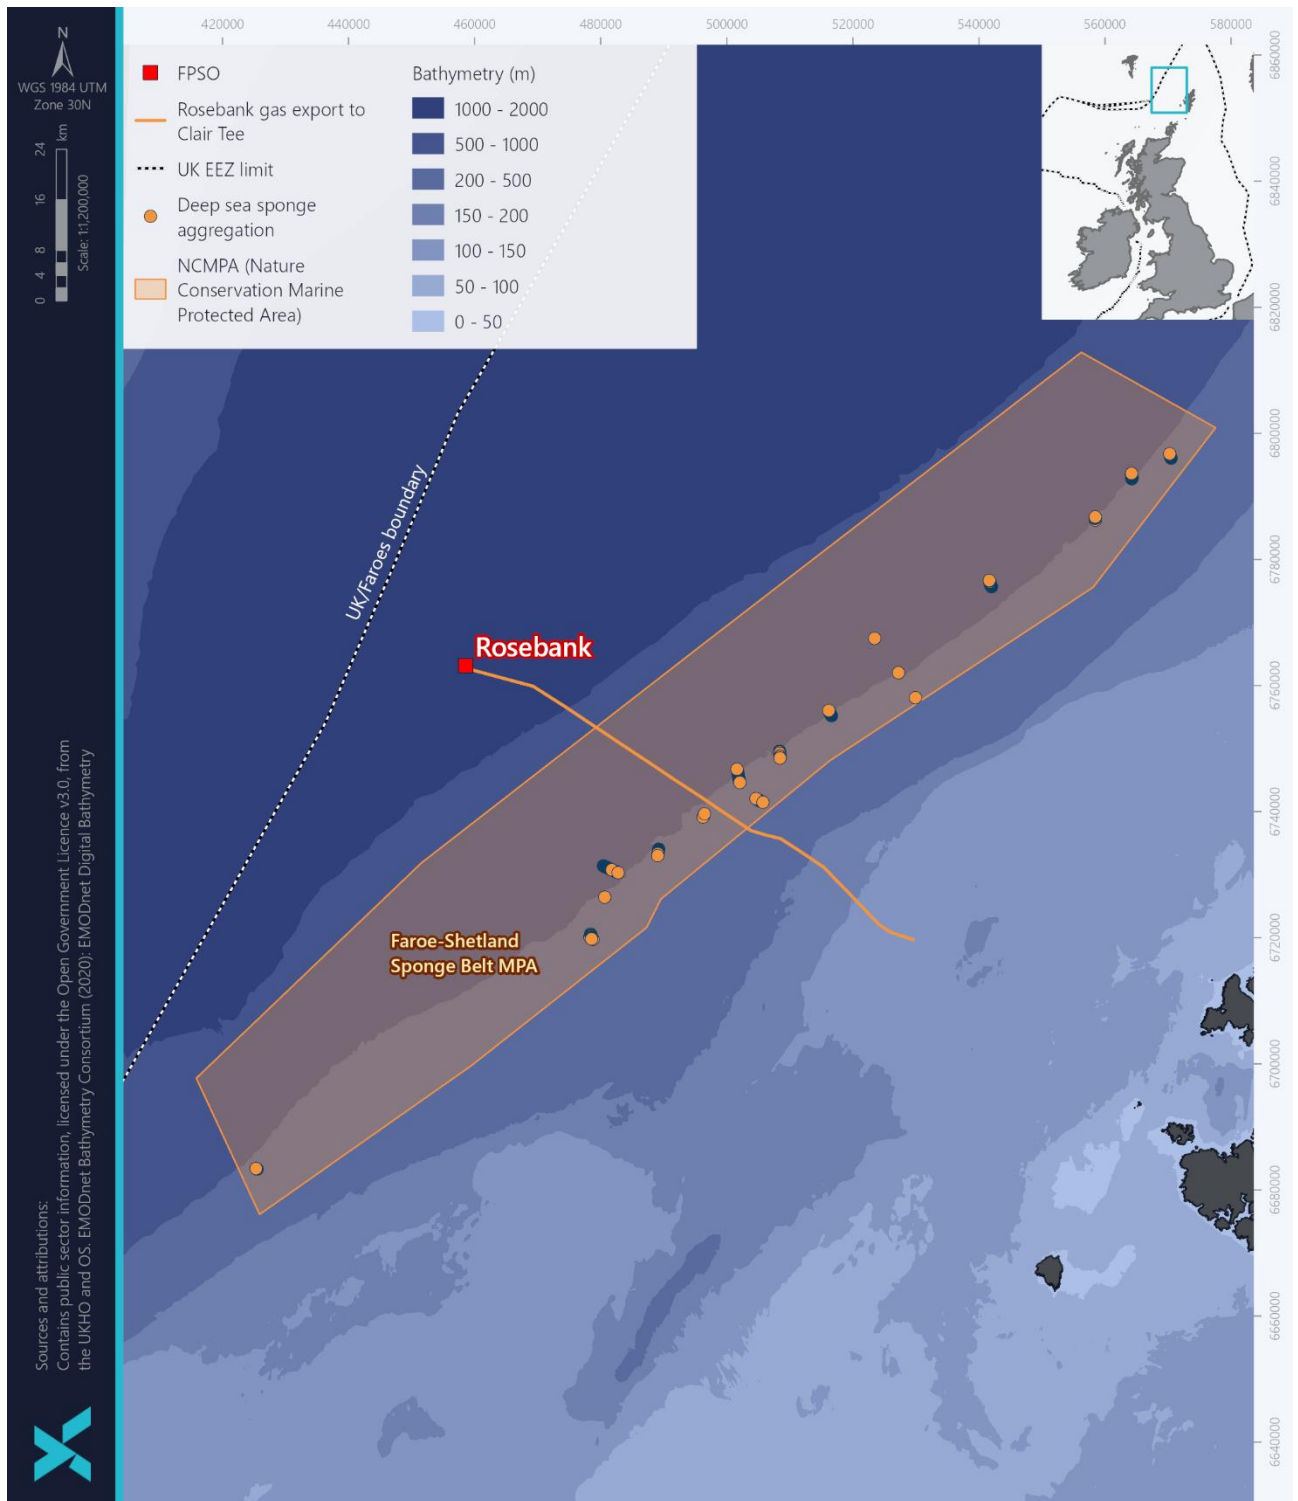 420000
440000
460000
480000
500000
520000
540000
560000
580000
N
WGS 1984 UTM
Zone 30N
km
24
16
8
4
0
Scale: 1:1,200,000
FPSO
Rosebank gas export to
Clair Tee
UK EEZ limit
Deep sea sponge
aggregation
NCMPA (Nature
Conservation Marine
Protected Area)
Bathymetry (m)
1000 - 2000
500 - 1000
200 - 500
150 - 200
100 - 150
50 - 100
0 - 50
6860000
6840000
6820000
6800000
6780000
6760000
6740000
6720000
6700000
6680000
6660000
6640000
UK/Faroes boundary
Rosebank
Faroe-Shetland
Sponge Belt MPA
Sources and attributions:
Contains public sector information, licensed under the Open Government Licence v3.0, from
the UKHO and OS. EMODnet Bathymetry Consortium (2020): EMODnet Digital Bathymetry